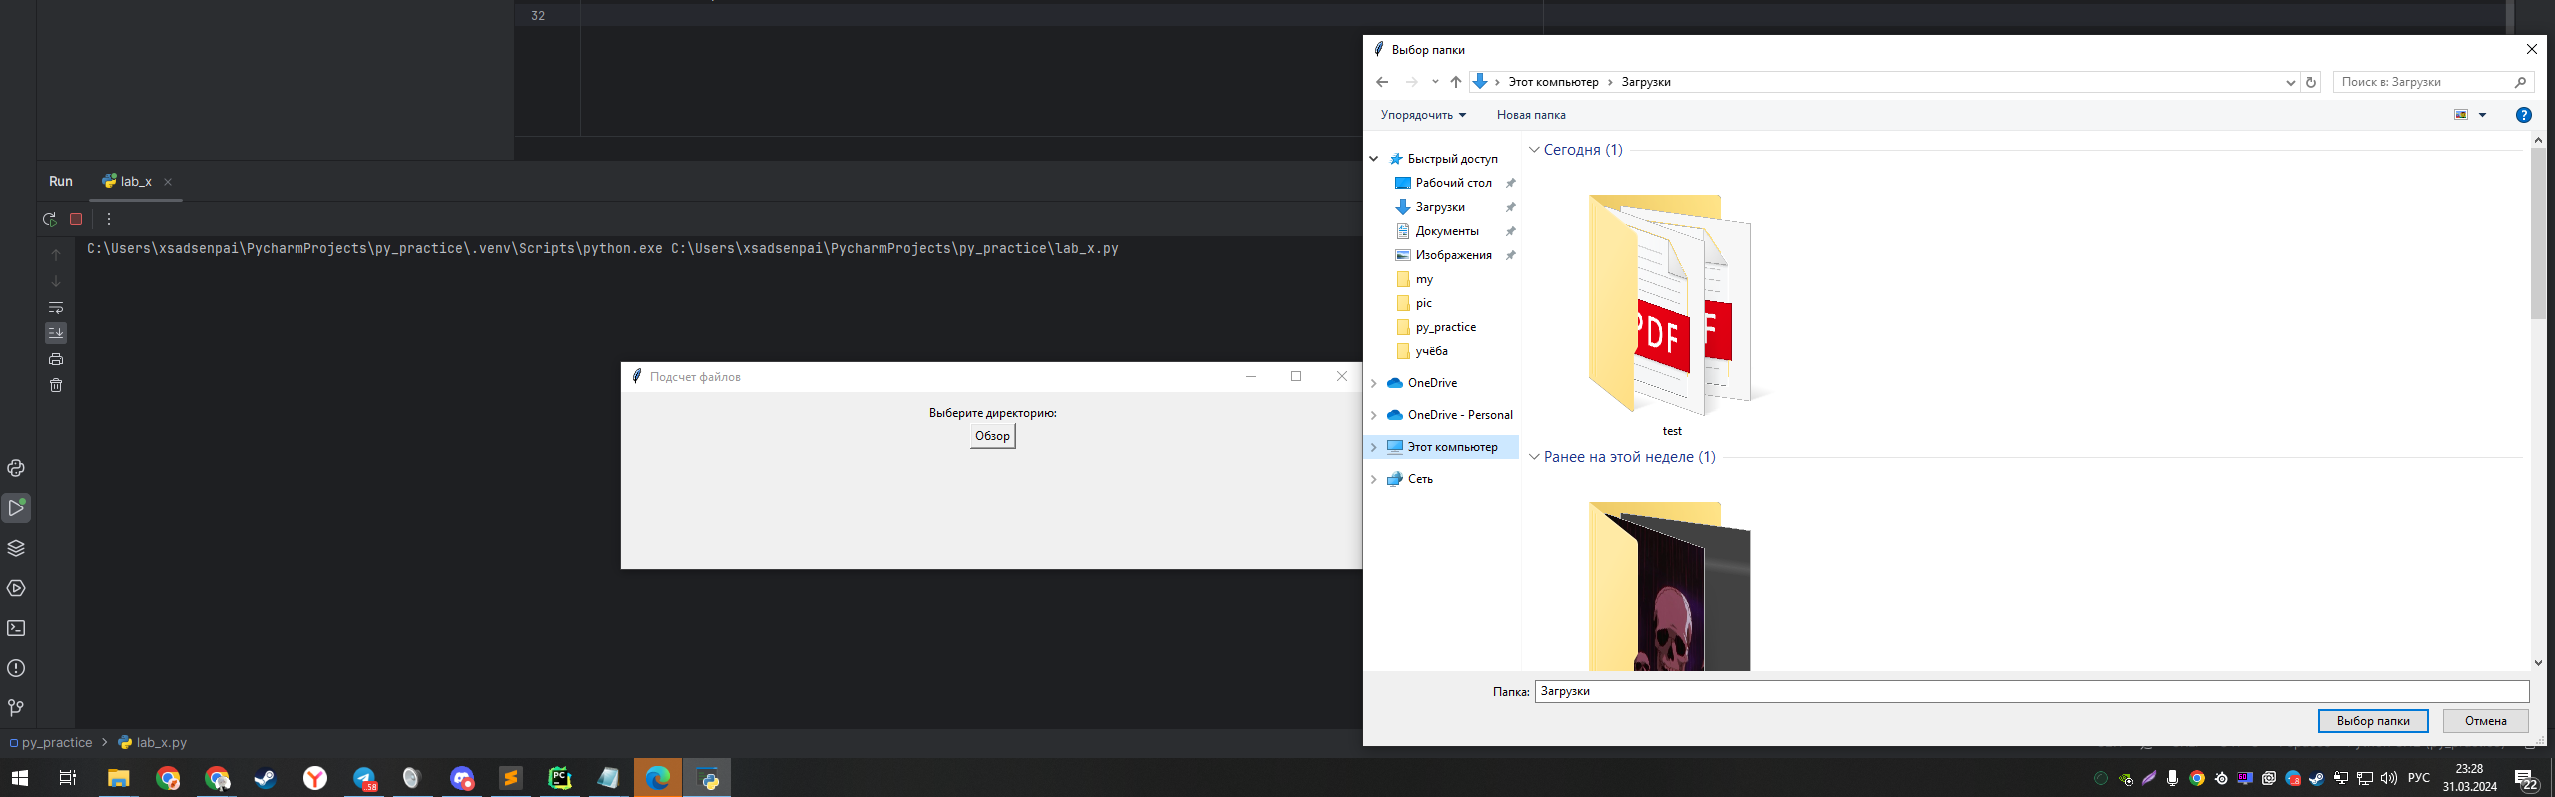 32
Run
lab_x
C:\Users\xsadsenpai\PycharmProjects\py_practice\.venv\Scripts\python.exe C:\Users\xsadsenpai\PycharmProjects\py_practice\lab_x.py
Подсчет файлов
Выберите директорию:
Обзор
Выбор папки
Этот компьютер
Загрузки
Поиск в: Загрузки
Упорядочить
Новая папка
Быстрый доступ
Рабочий стол
Загрузки
Документы
Изображения
my
pic
py_practice
учёба
OneDrive
OneDrive - Personal
Этот компьютер
Сеть
Сегодня (1)
PDF
F
test
Ранее на этой неделе (1)
Папка:
Загрузки
Выбор папки
Отмена
py_practice
lab_x.py
58
PC
60
РУС
23:28
31.03.2024
22